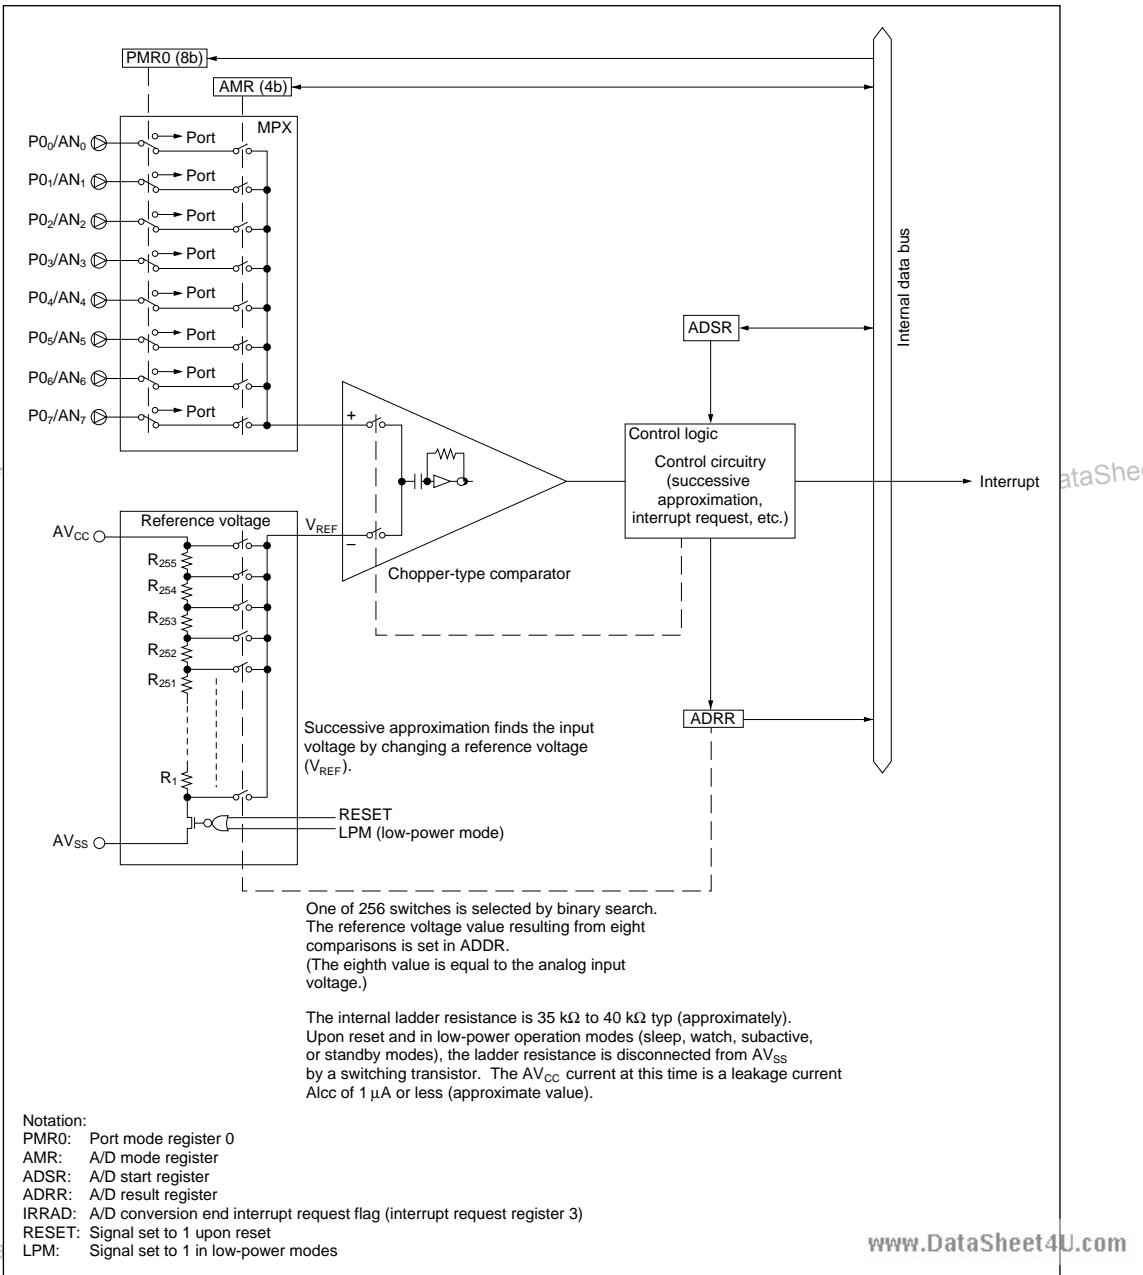 PMR0 (8b)
AMR (4b)
MPX
P0₀/AN₀ Port
P0₁/AN₁ Port
P0₂/AN₂ Port
P0₃/AN₃ Port
P0₄/AN₄ Port
P0₅/AN₅ Port
P0₆/AN₆ Port
P0₇/AN₇ Port
Internal data bus
ADSR
+
−
Control logic
Control circuitry
(successive
approximation,
interrupt request, etc.)
Interrupt
ataShee
Reference voltage
V_REF
AV_CC
Chopper-type comparator
R₂₅₅
R₂₅₄
R₂₅₃
R₂₅₂
R₂₅₁
R₁
ADRR
Successive approximation finds the input
voltage by changing a reference voltage
(V_REF).
RESET
LPM (low-power mode)
AV_SS
One of 256 switches is selected by binary search.
The reference voltage value resulting from eight
comparisons is set in ADDR.
(The eighth value is equal to the analog input
voltage.)
The internal ladder resistance is 35 kΩ to 40 kΩ typ (approximately).
Upon reset and in low-power operation modes (sleep, watch, subactive,
or standby modes), the ladder resistance is disconnected from AV_SS
by a switching transistor. The AV_CC current at this time is a leakage current
AIcc of 1 µA or less (approximate value).
Notation:
PMR0: Port mode register 0
AMR: A/D mode register
ADSR: A/D start register
ADRR: A/D result register
IRRAD: A/D conversion end interrupt request flag (interrupt request register 3)
RESET: Signal set to 1 upon reset
LPM: Signal set to 1 in low-power modes
www.DataSheet4U.com